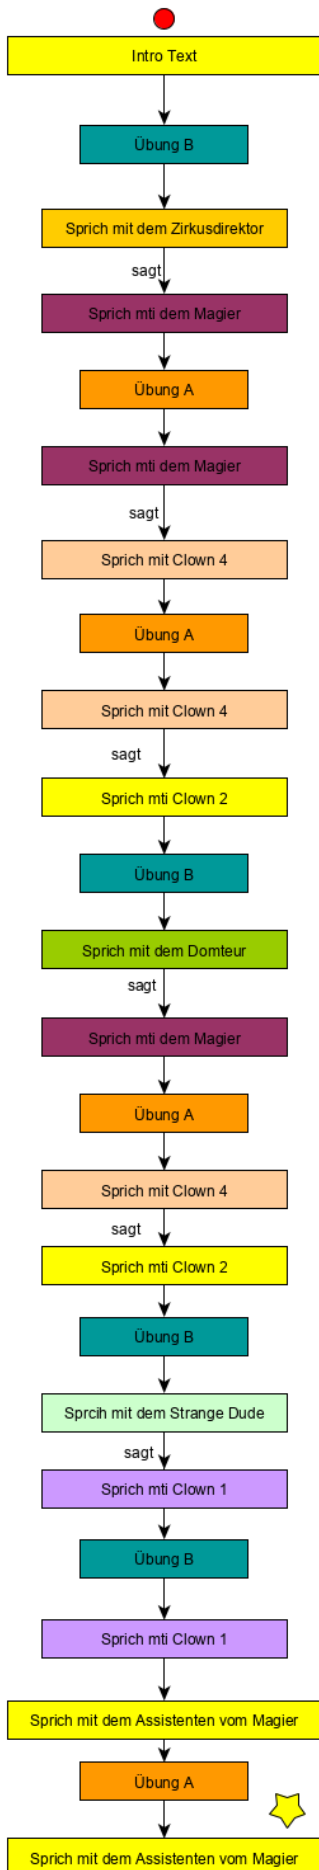 Intro Text
Übung B
Sprich mit dem Zirkusdirektor
sagt
Sprich mti dem Magier
Übung A
Sprich mti dem Magier
sagt
Sprich mit Clown 4
Übung A
Sprich mit Clown 4
sagt
Sprich mti Clown 2
Übung B
Sprich mit dem Domteur
sagt
Sprich mti dem Magier
Übung A
Sprich mit Clown 4
sagt
Sprich mti Clown 2
Übung B
Sprcih mit dem Strange Dude
sagt
Sprich mti Clown 1
Übung B
Sprich mti Clown 1
Sprich mit dem Assistenten vom Magier
Übung A
Sprich mit dem Assistenten vom Magier